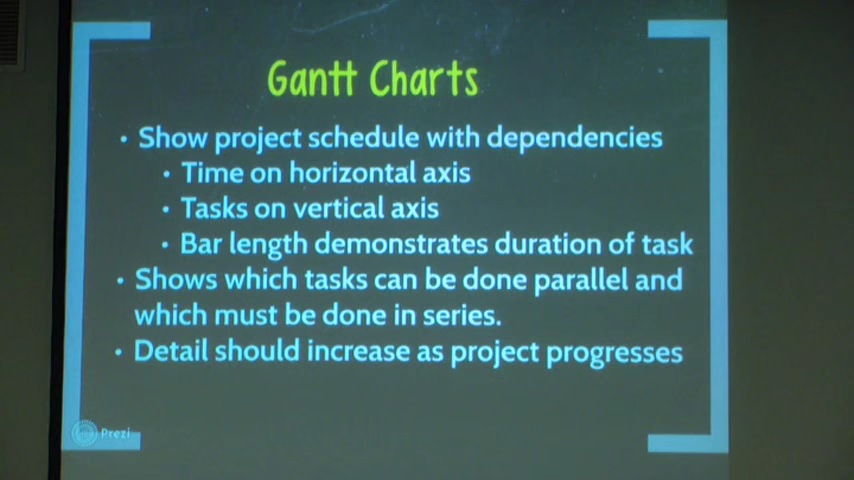 Gantt Charts
• Show project schedule with dependencies
• Time on horizontal axis
• Tasks on vertical axis
• Bar length demonstrates duration of task
• Shows which tasks can be done parallel and
which must be done in series.
• Detail should increase as project progresses
Prezi